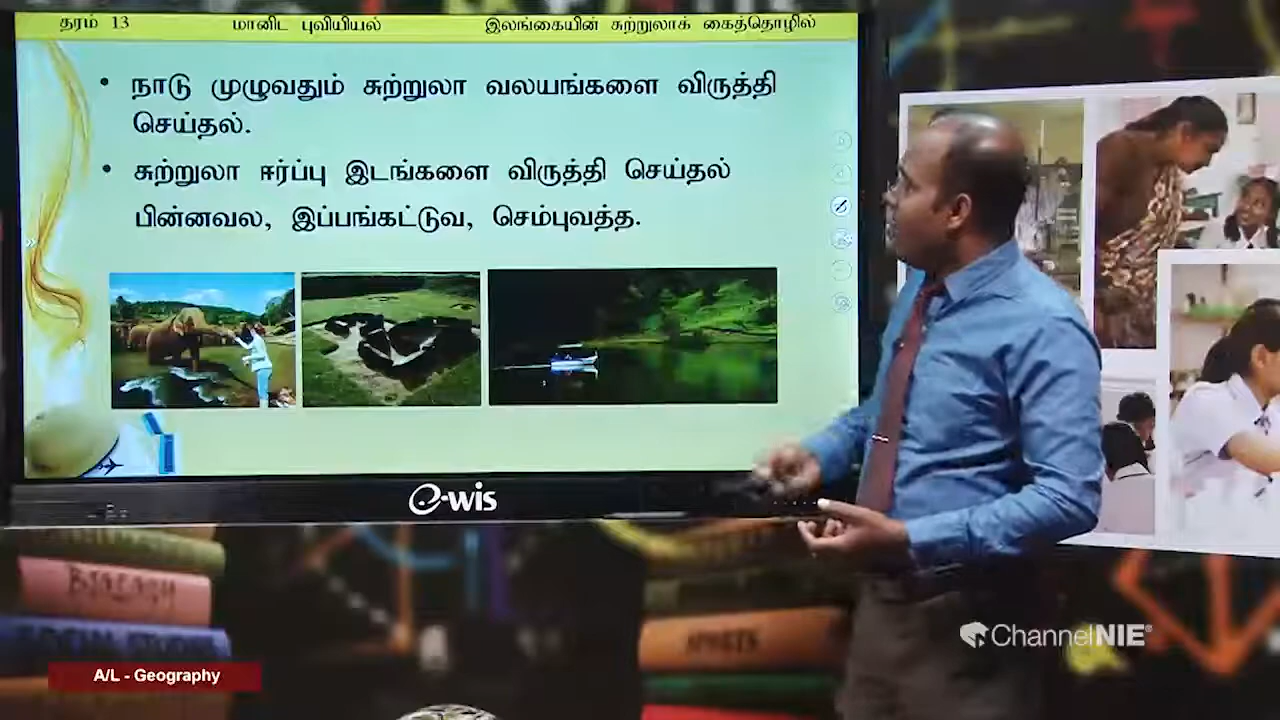 தரம் 13 மானிட புவியியல் இலங்கையின் சுற்றுலாக் கைத்தொழில்
• நாடு முழுவதும் சுற்றுலா வலயங்களை விருத்தி
செய்தல்.
• சுற்றுலா ஈர்ப்பு இடங்களை விருத்தி செய்தல்
பின்னவல, இப்பங்கட்டுவ, செம்புவத்த.
e-wis
SPORTS
ChannelNIE®
A/L - Geography